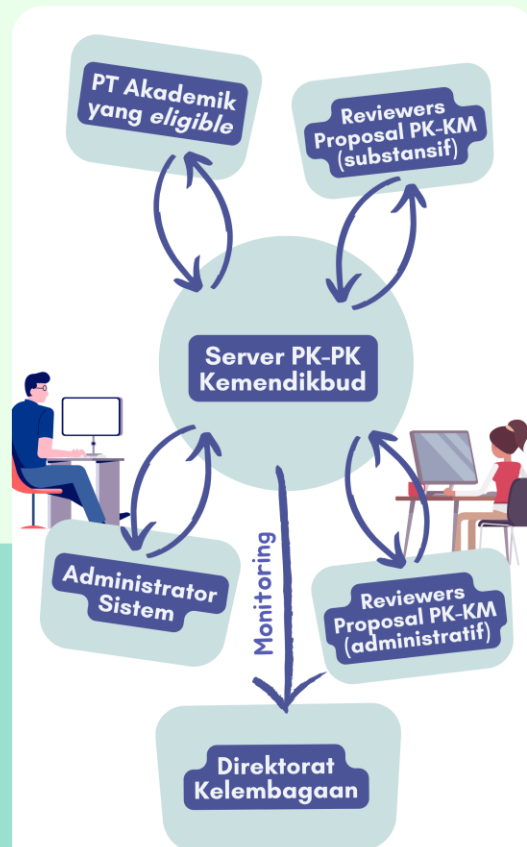 PT Akademik
yang eligible
Reviewers
Proposal PK-KM
(substansif)
Server PK-PK
Kemendikbud
Administrator
Sistem
Monitoring
Reviewers
Proposal PK-KM
(administratif)
Direktorat
Kelembagaan